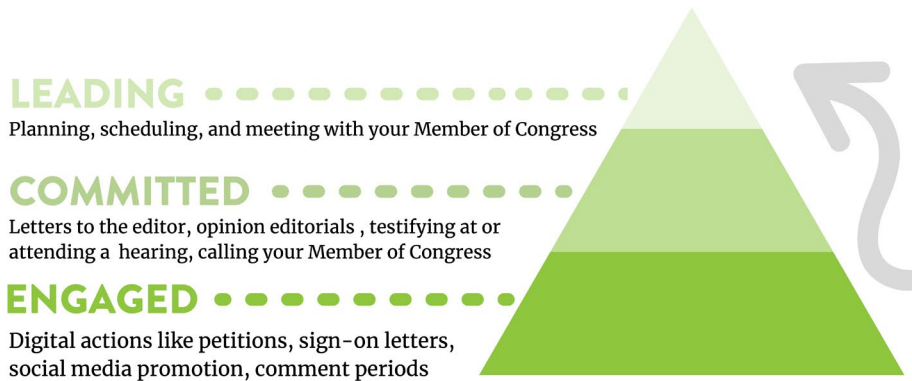 LEADING
Planning, scheduling, and meeting with your Member of Congress
COMMITTED
Letters to the editor, opinion editorials , testifying at or
attending a  hearing, calling your Member of Congress
ENGAGED
Digital actions like petitions, sign-on letters,
social media promotion, comment periods